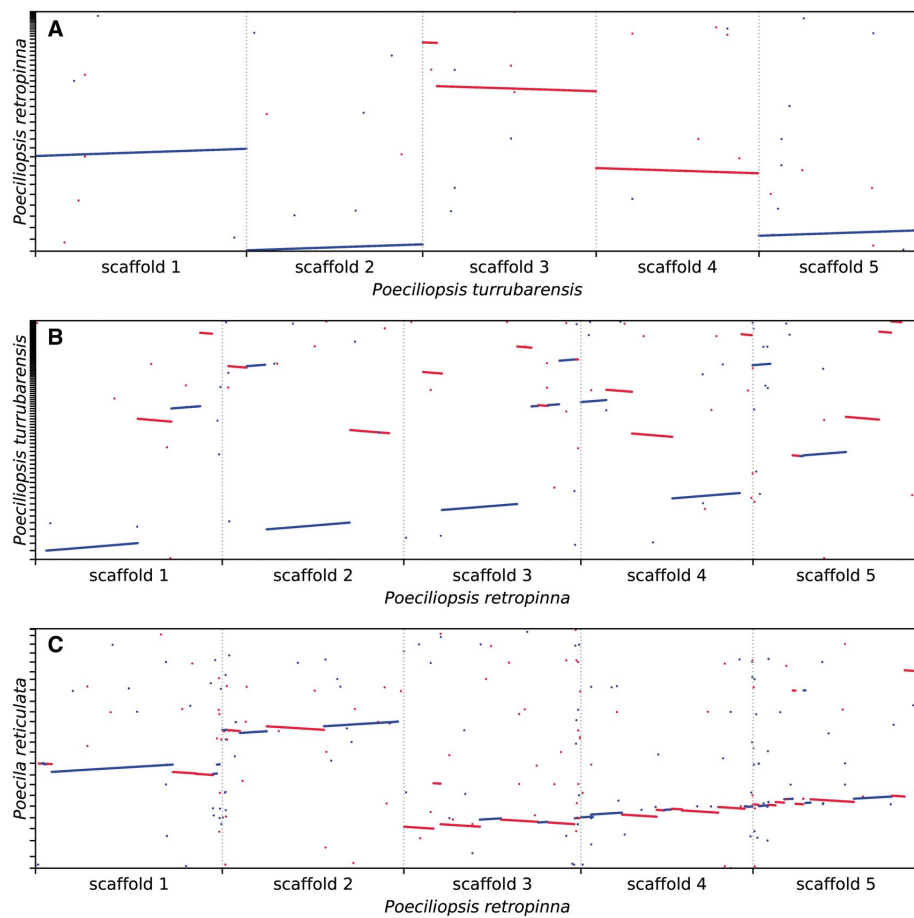 A
Poeciliopsis retropinna
scaffold 1 scaffold 2 scaffold 3 scaffold 4 scaffold 5
Poeciliopsis turrubarensis
B
Poeciliopsis turrubarensis
scaffold 1 scaffold 2 scaffold 3 scaffold 4 scaffold 5
Poeciliopsis retropinna
C
Poecila reticulata
scaffold 1 scaffold 2 scaffold 3 scaffold 4 scaffold 5
Poeciliopsis retropinna